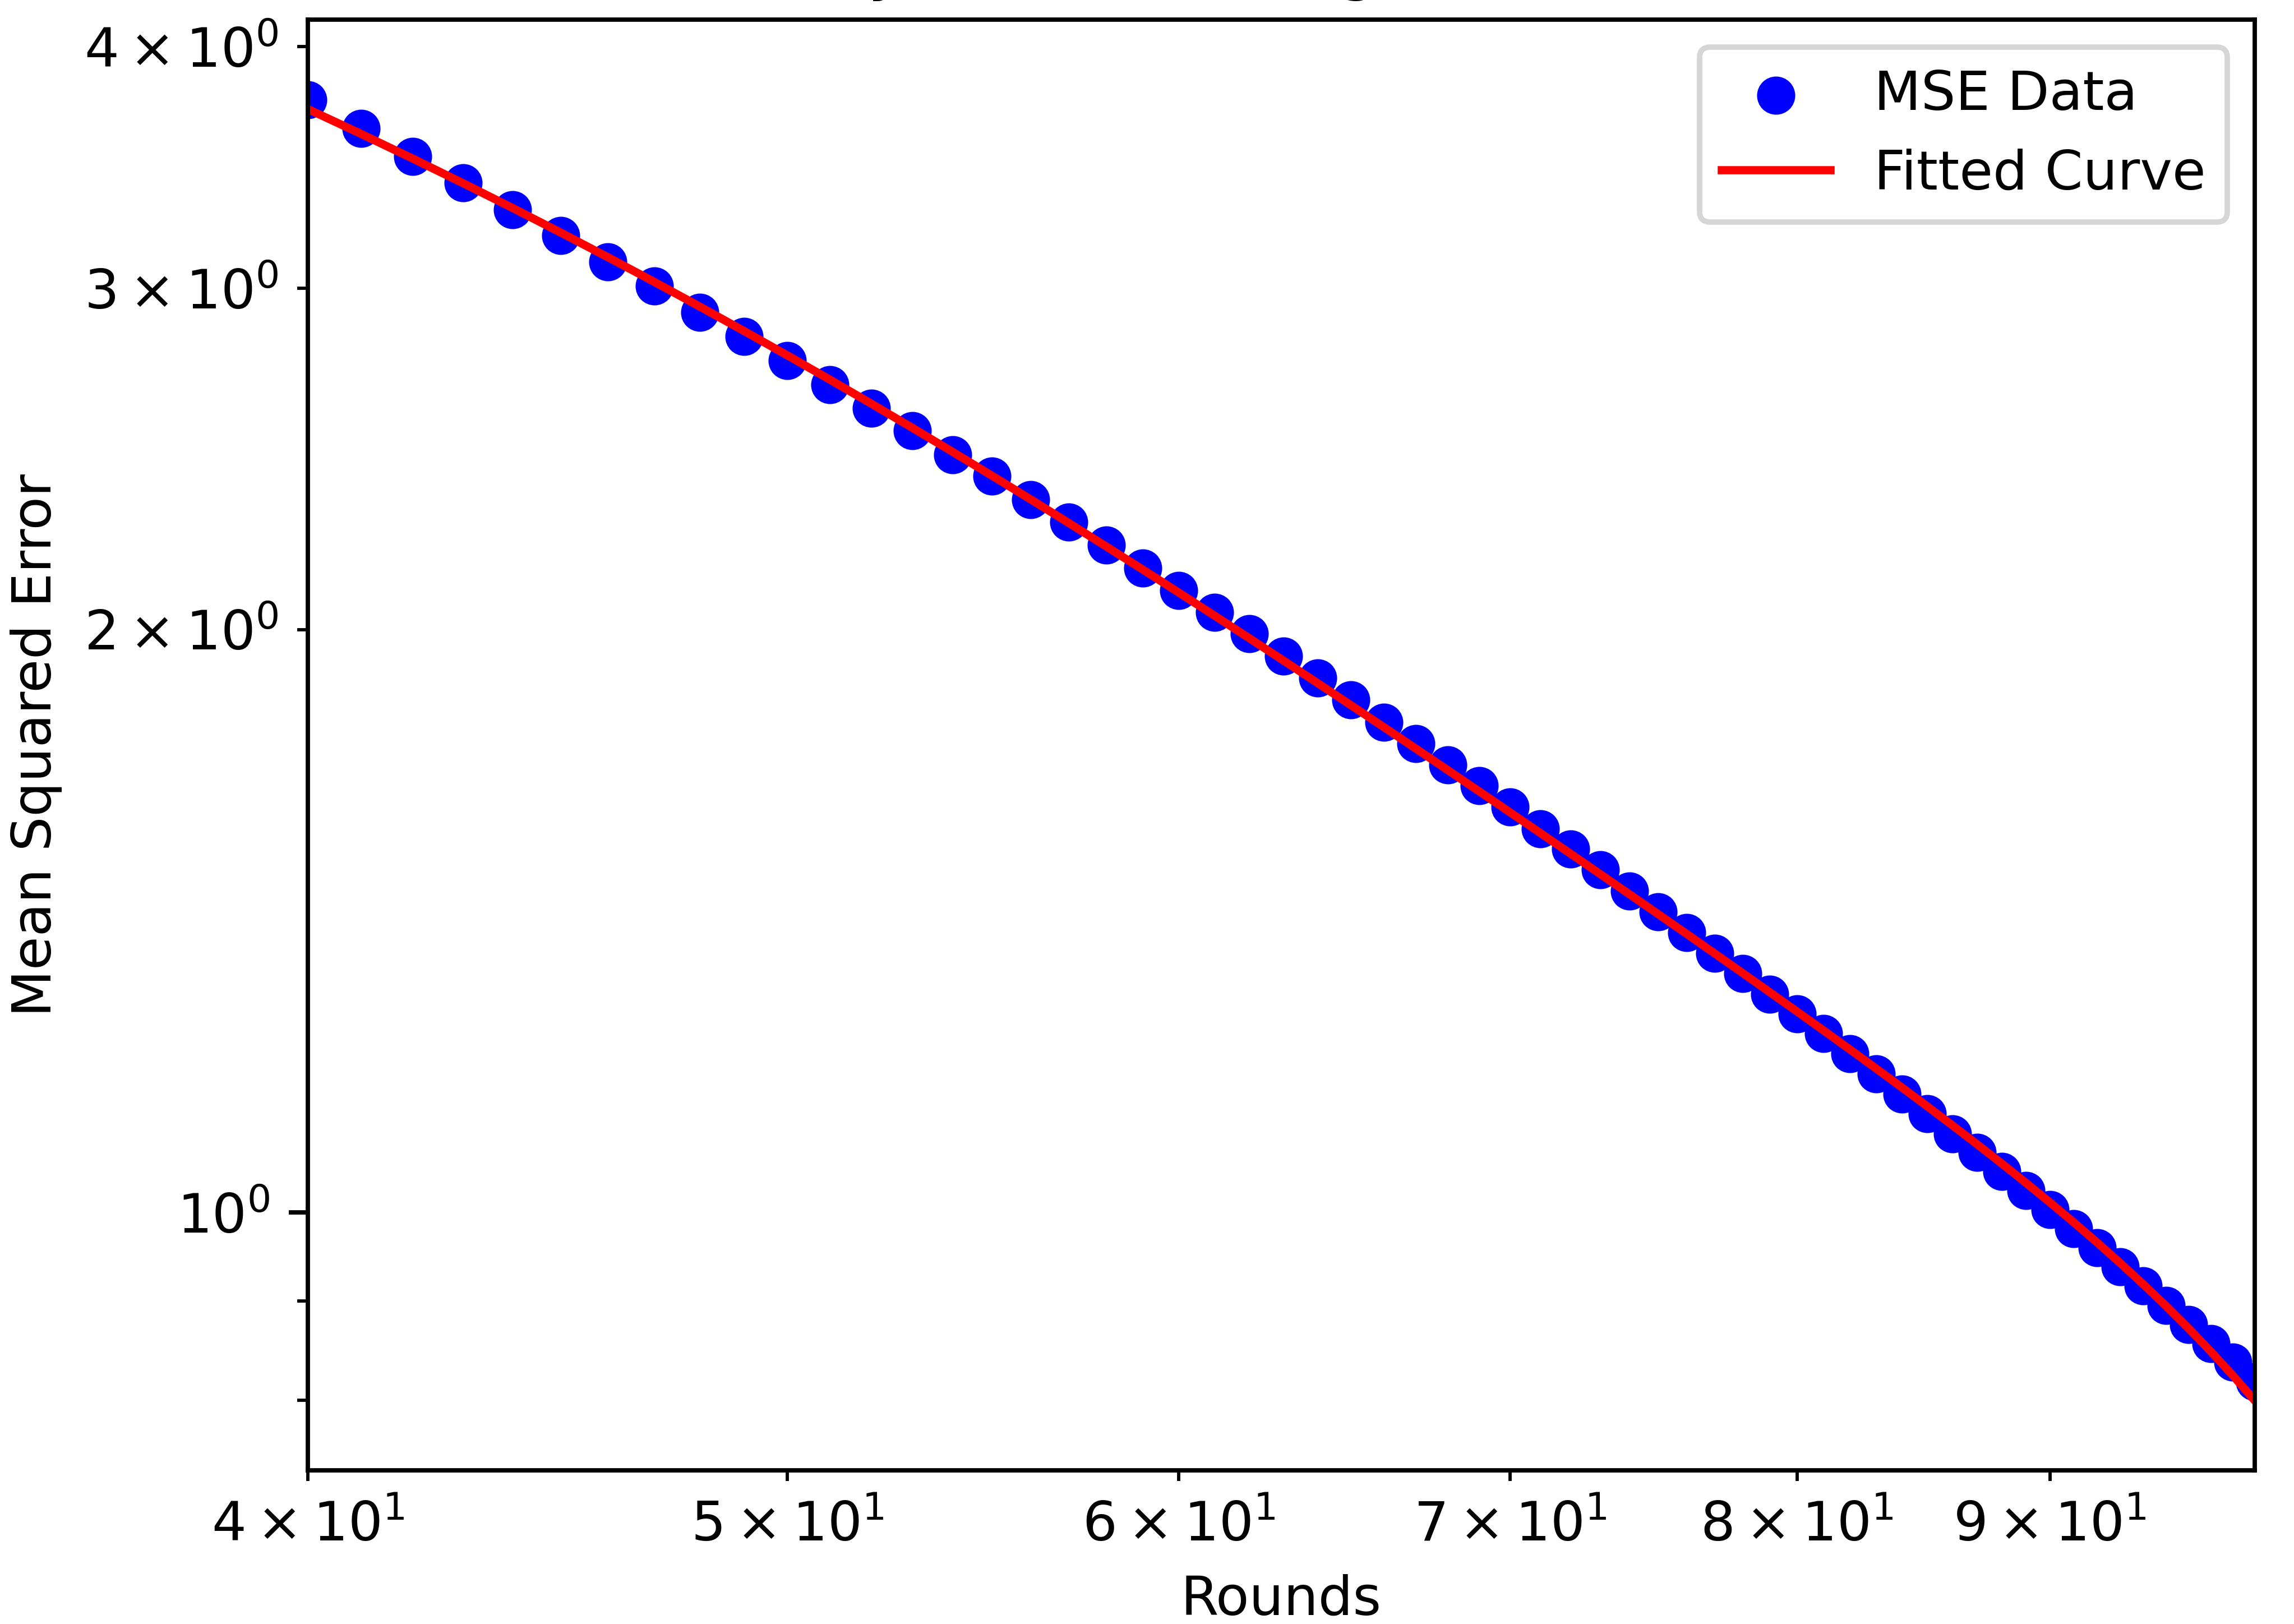 4 × 10⁰
3 × 10⁰
2 × 10⁰
10⁰
Mean Squared Error
MSE Data
Fitted Curve
4 × 10¹
5 × 10¹
6 × 10¹
7 × 10¹
8 × 10¹
9 × 10¹
Rounds